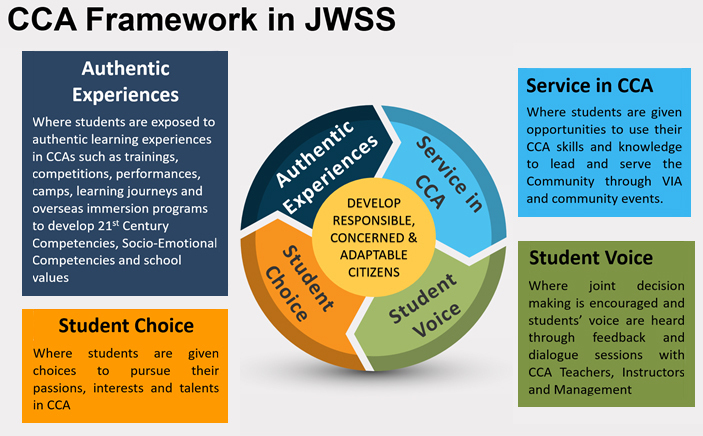 CCA Framework in JWSS
Authentic
Experiences
Where students are exposed to
authentic learning experiences
in CCAs such as trainings,
competitions, performances,
camps, learning journeys and
overseas immersion programs
to develop 21st Century
Competencies, Socio-Emotional
Competencies and school
values
Student Choice
Where students are given
choices to pursue their
passions, interests and talents
in CCA
Authentic
Experiences
Service in
CCA
DEVELOP
RESPONSIBLE,
CONCERNED &
ADAPTABLE
CITIZENS
Student
Choice
Student
Voice
Service in CCA
Where students are given
opportunities to use their
CCA skills and knowledge
to lead and serve the
Community through VIA
and community events.
Student Voice
Where joint decision
making is encouraged and
students' voice are heard
through feedback and
dialogue sessions with
CCA Teachers, Instructors
and Management